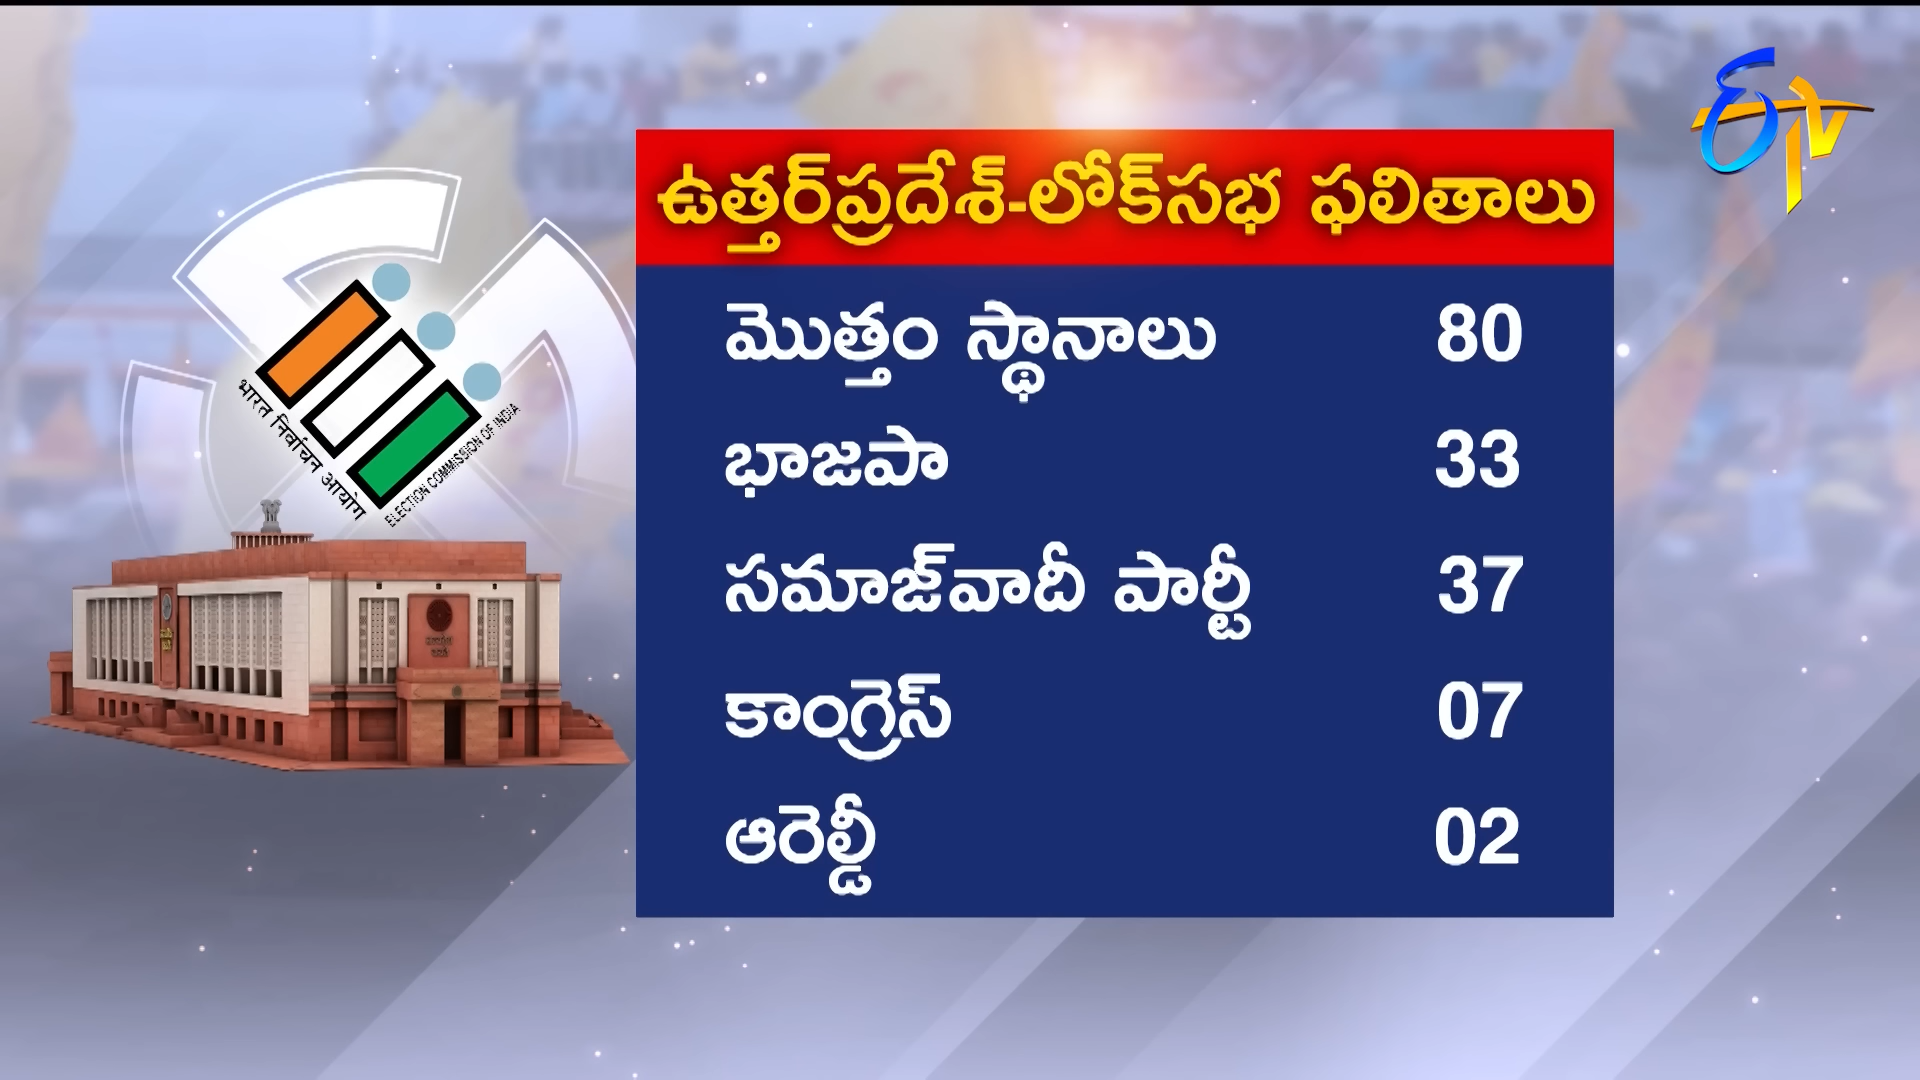 ETV
ఉత్తర్‌ప్రదేశ్-లోక్‌సభ ఫలితాలు
మొత్తం స్థానాలు 80
భాజపా 33
సమాజ్‌వాదీ పార్టీ 37
కాంగ్రెస్ 07
ఆరెల్డీ 02
भारत निर्वाचन आयोग
ELECTION COMMISSION OF INDIA